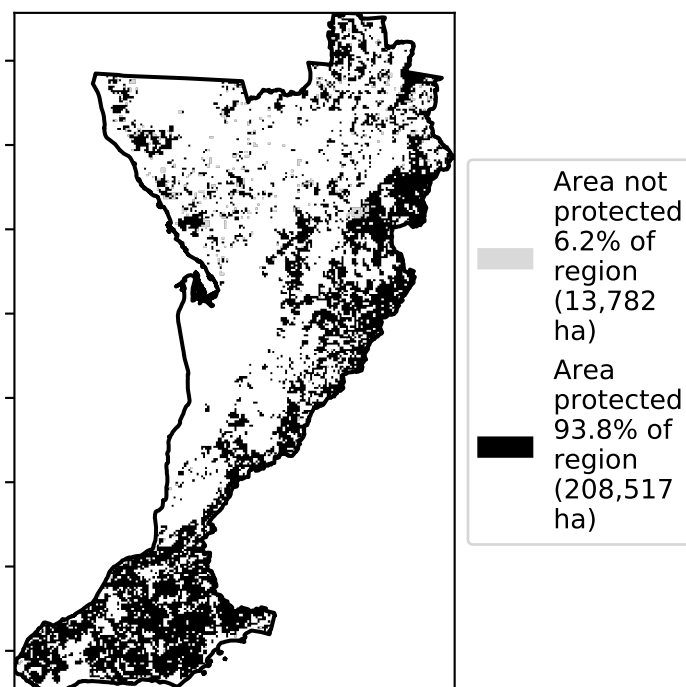 Area not
protected
6.2% of
region
(13,782
ha)
Area
protected
93.8% of
region
(208,517
ha)